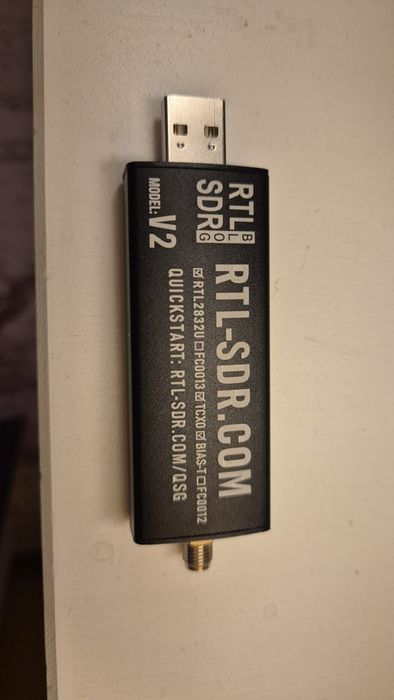 RTL BLOG
SDR
RTL-SDR.COM
MODEL: V2
☑RTL2832U ☐FC0013 ☑TCXO ☑BIAS-T ☐FC0012
QUICKSTART: RTL-SDR.COM/QSG